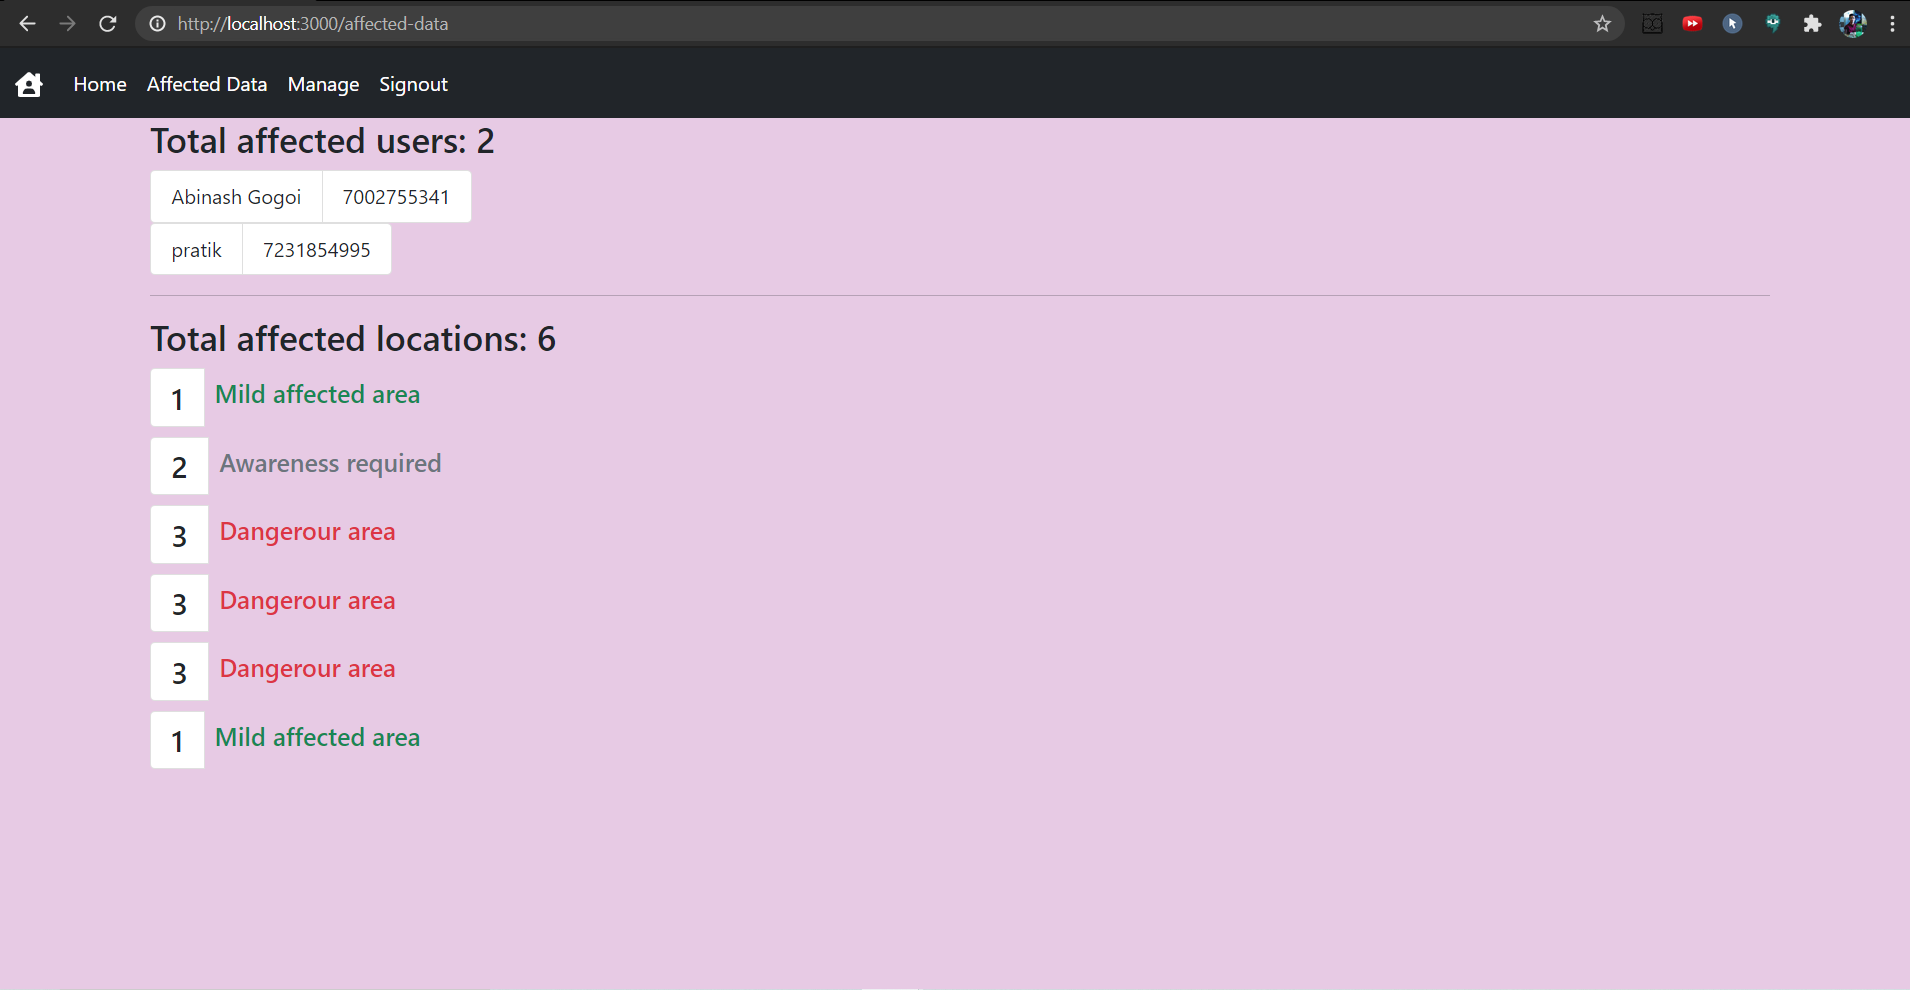 http://localhost:3000/affected-data
Home Affected Data Manage Signout
Total affected users: 2
Abinash Gogoi 7002755341
pratik 7231854995
Total affected locations: 6
1 Mild affected area
2 Awareness required
3 Dangerour area
3 Dangerour area
3 Dangerour area
1 Mild affected area